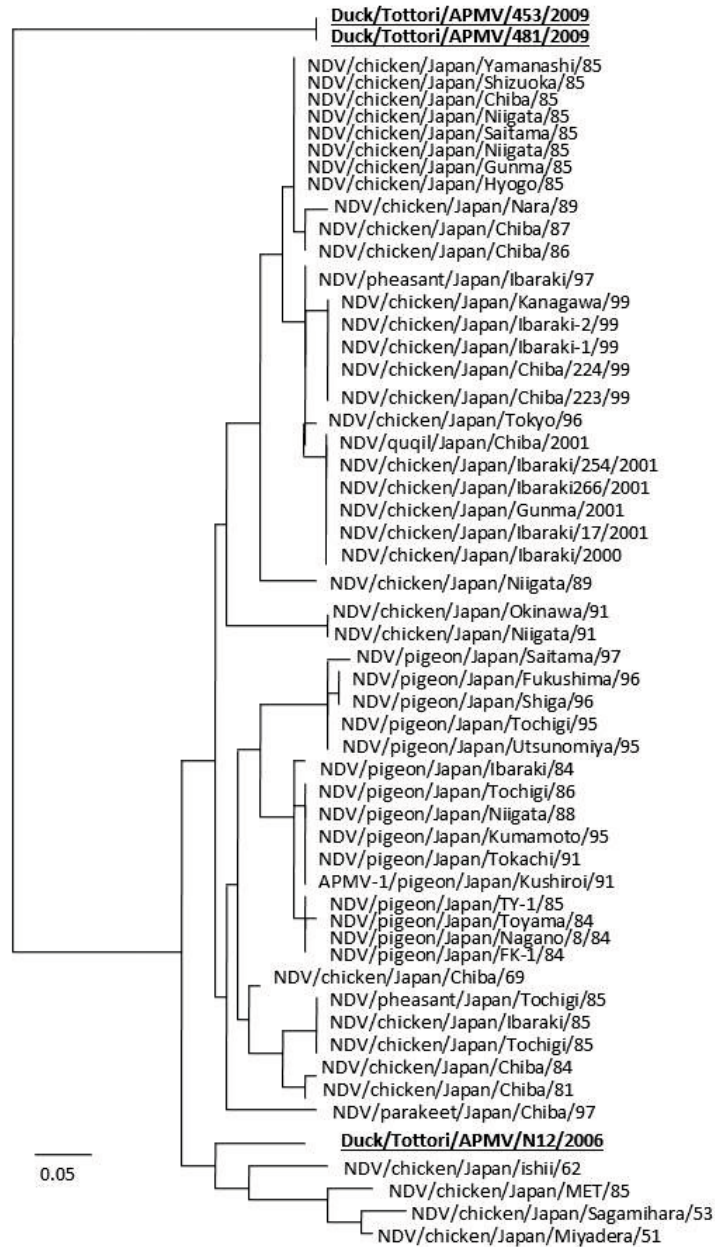 Duck/Tottori/APMV/453/2009
Duck/Tottori/APMV/481/2009
NDV/chicken/Japan/Yamanashi/85
NDV/chicken/Japan/Shizuoka/85
NDV/chicken/Japan/Chiba/85
NDV/chicken/Japan/Niigata/85
NDV/chicken/Japan/Saitama/85
NDV/chicken/Japan/Niigata/85
NDV/chicken/Japan/Gunma/85
NDV/chicken/Japan/Hyogo/85
NDV/chicken/Japan/Nara/89
NDV/chicken/Japan/Chiba/87
NDV/chicken/Japan/Chiba/86
NDV/pheasant/Japan/Ibaraki/97
NDV/chicken/Japan/Kanagawa/99
NDV/chicken/Japan/Ibaraki-2/99
NDV/chicken/Japan/Ibaraki-1/99
NDV/chicken/Japan/Chiba/224/99
NDV/chicken/Japan/Chiba/223/99
NDV/chicken/Japan/Tokyo/96
NDV/quqil/Japan/Chiba/2001
NDV/chicken/Japan/Ibaraki/254/2001
NDV/chicken/Japan/Ibaraki266/2001
NDV/chicken/Japan/Gunma/2001
NDV/chicken/Japan/Ibaraki/17/2001
NDV/chicken/Japan/Ibaraki/2000
NDV/chicken/Japan/Niigata/89
NDV/chicken/Japan/Okinawa/91
NDV/chicken/Japan/Niigata/91
NDV/pigeon/Japan/Saitama/97
NDV/pigeon/Japan/Fukushima/96
NDV/pigeon/Japan/Shiga/96
NDV/pigeon/Japan/Tochigi/95
NDV/pigeon/Japan/Utsunomiya/95
NDV/pigeon/Japan/Ibaraki/84
NDV/pigeon/Japan/Tochigi/86
NDV/pigeon/Japan/Niigata/88
NDV/pigeon/Japan/Kumamoto/95
NDV/pigeon/Japan/Tokachi/91
APMV-1/pigeon/Japan/Kushiroi/91
NDV/pigeon/Japan/TY-1/85
NDV/pigeon/Japan/Toyama/84
NDV/pigeon/Japan/Nagano/8/84
NDV/pigeon/Japan/FK-1/84
NDV/chicken/Japan/Chiba/69
NDV/pheasant/Japan/Tochigi/85
NDV/chicken/Japan/Ibaraki/85
NDV/chicken/Japan/Tochigi/85
NDV/chicken/Japan/Chiba/84
NDV/chicken/Japan/Chiba/81
NDV/parakeet/Japan/Chiba/97
Duck/Tottori/APMV/N12/2006
0.05
NDV/chicken/Japan/ishii/62
NDV/chicken/Japan/MET/85
NDV/chicken/Japan/Sagamihara/53
NDV/chicken/Japan/Miyadera/51